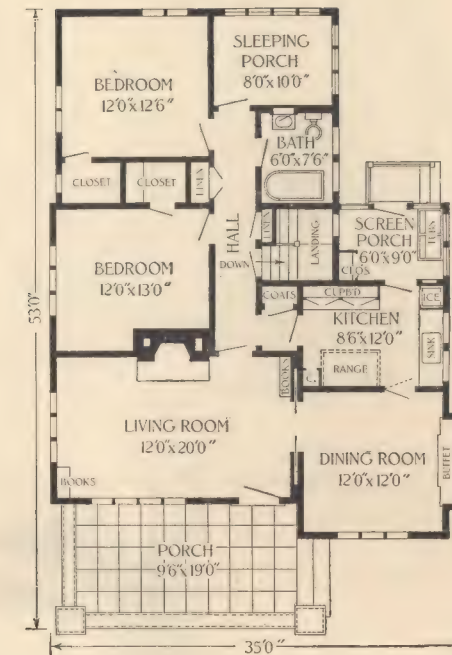 SLEEPING
PORCH
8'0"x10'0"
BEDROOM
12'0"x12'6"
BATH
6'0"x7'6"
CLOSET
CLOSET
LINEN
HALL
LINEN
LANDING
DOWN
SCREEN
PORCH
6'0"x9'0"
TUBS
CLO'S
BEDROOM
12'0"x13'0"
COATS
CUPB'D
ICE
KITCHEN
8'6"x12'0"
SINK
RANGE
C.
BOOKS
LIVING ROOM
12'0"x20'0"
BOOKS
DINING ROOM
12'0"x12'0"
BUFFET
PORCH
9'6"x19'0"
53'0"
35'0"